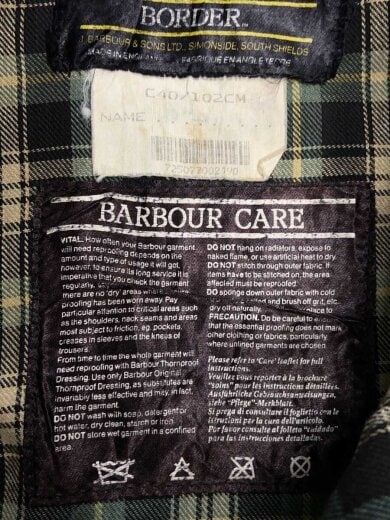 BORDER™
J. BARBOUR & SONS LTD., SIMONSIDE, SOUTH SHIELDS
MADE IN ENGLAND FABRIQUE EN ANGLETERRE
C40/102CM
NAME
BARBOUR CARE
VITAL. How often your Barbour garment
will need reproofing depends on the
amount and type of use it will get,
however, to ensure its long service it is
imperative that you check the garment
regularly,
there are no 'dry' areas where the
proofing has been worn away. Pay
particular attention to critical areas such
as the shoulders, neck seams and areas
most subject to friction, eg. pockets,
creases in sleeves and the knees of
trousers.
From time to time the whole garment will
need reproofing with Barbour Thornproof
Dressing. Use only Barbour Original
Thornproof Dressing, as substitutes are
invariably less effective and may, in fact,
harm the garment.
DO NOT wash with soap, detergent or
hot water, dry clean, starch or iron.
DO NOT store wet garment in a confined
area.
DO NOT hang on radiators, expose to
naked flame, or use artificial heat to dry.
DO NOT stitch through outer fabric. If
items have to be stitched on, the area
affected must be reproofed.
DO sponge down outer fabric with cold
and brush off grit, etc.
dry off naturally. place to
PRECAUTION. Do be careful to ensure
that the essential proofing does not mark
other clothing or fabrics, particularly
where unlined garments are chosen.
Please refer to 'Care' leaflet for full
instructions.
Veuillez vous reporter à la brochure
"soins" pour les instructions détaillées.
Ausführliche Gebrauchsanweisungen,
siehe "Pflege"-Merkblatt.
Si prega di consultare il foglietto con le
istruzioni per la cura dell'articolo.
Por favor consulte al folleto "cuidado"
para las instrucciones detalladas.